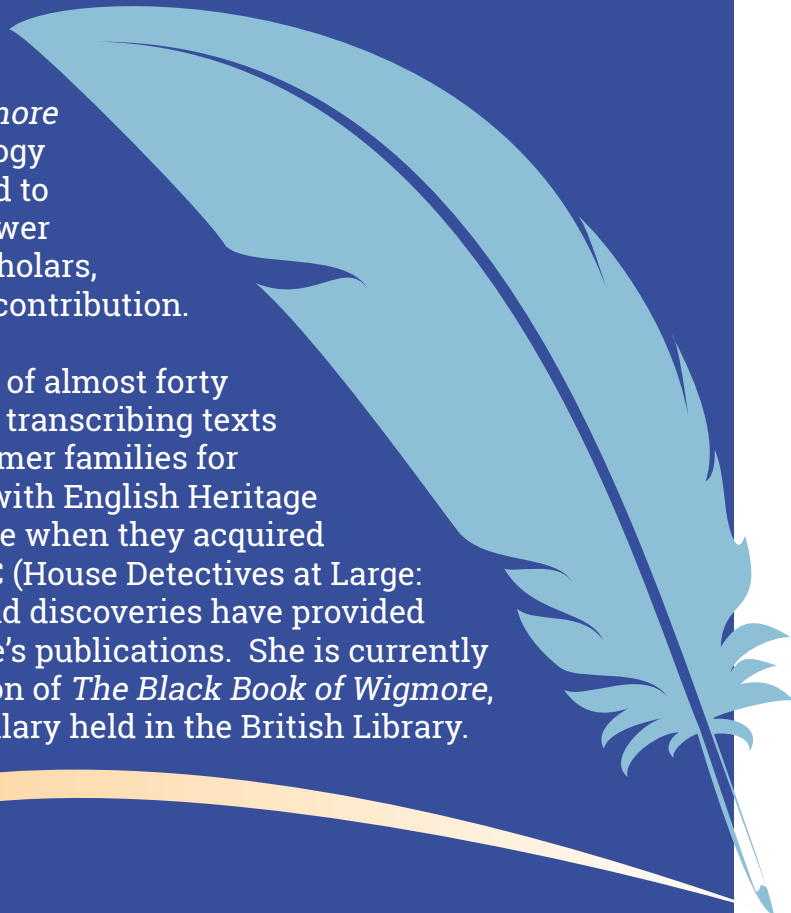 more
ogy
d to
wer
holars,
contribution.
of almost forty
transcribing texts
mer families for
with English Heritage
e when they acquired
C (House Detectives at Large:
nd discoveries have provided
e’s publications.  She is currently
on of The Black Book of Wigmore,
ulary held in the British Library.